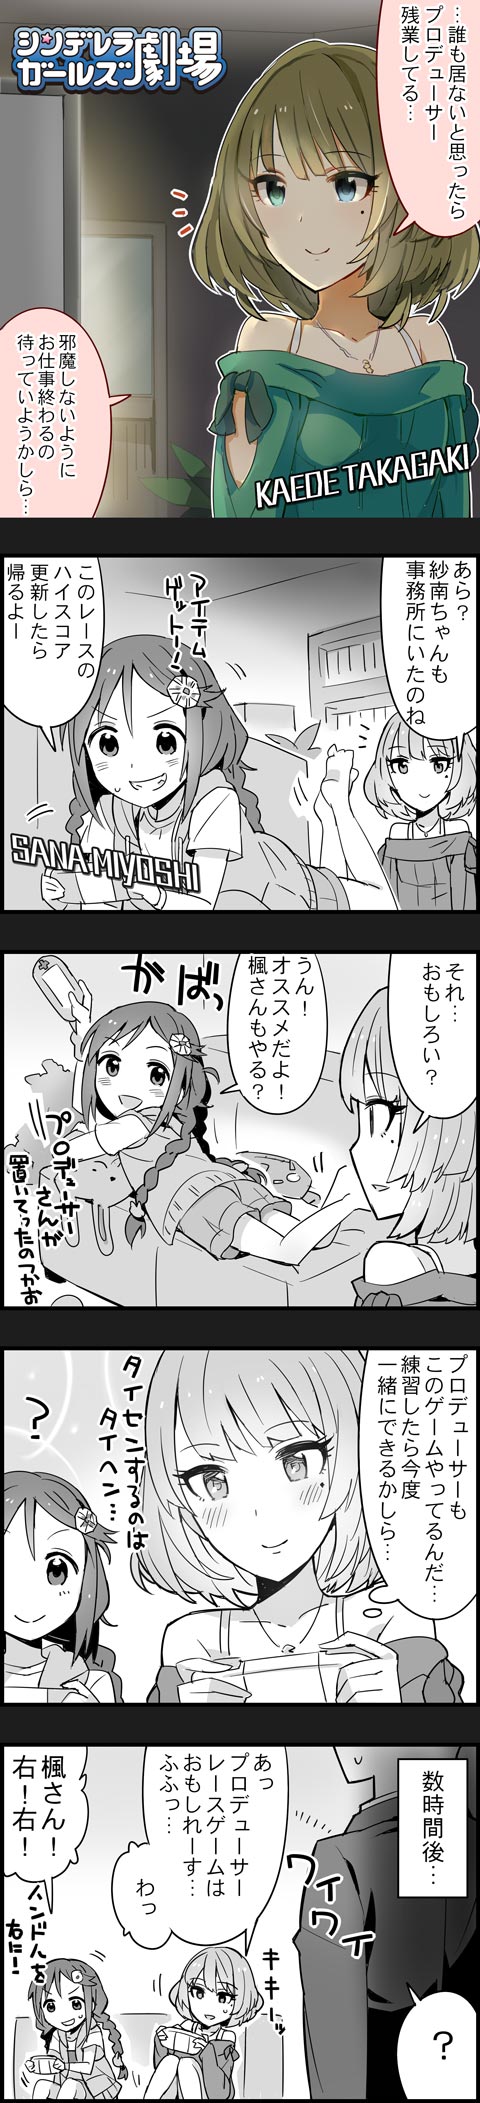 シンデレラ
ガールズ劇場
…誰も居ないと思ったら
プロデューサー
残業してる…
邪魔しないように
お仕事終わるの
待っていようかしら…
KAEDE TAKAGAKI
あら？
紗南ちゃんも
事務所にいたのね
アイテム
ゲットー！
このレースの
ハイスコア
更新したら
帰るよー
SANA MIYOSHI
それ…
おもしろい？
うん！
オススメだよ！
楓さんもやる？
がばっ
プロデューサー
さんが
置いてったのつかお
プロデューサーも
このゲームやってるんだ…
練習したら今度
一緒にできるかしら…
タイセンするのは
タイヘン…
?
数時間後…
？
ワイワイ
あっ
プロデューサー
レースゲームは
おもしれーす…
ふふっ…
わっ
キキーッ
楓さん！
右！右！
ハンドルを
右に！